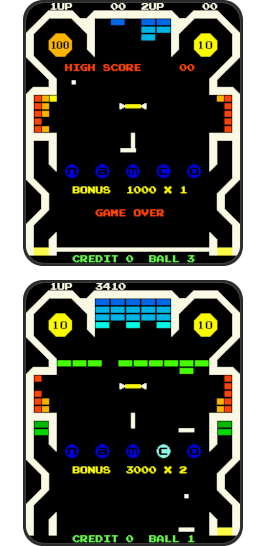 1UP 00 2UP 00
100 10
HIGH SCORE 00
n a m c o
BONUS 1000 X 1
GAME OVER
CREDIT 0 BALL 3
1UP 3410
10 10
n a m c o
BONUS 3000 X 2
CREDIT 0 BALL 1